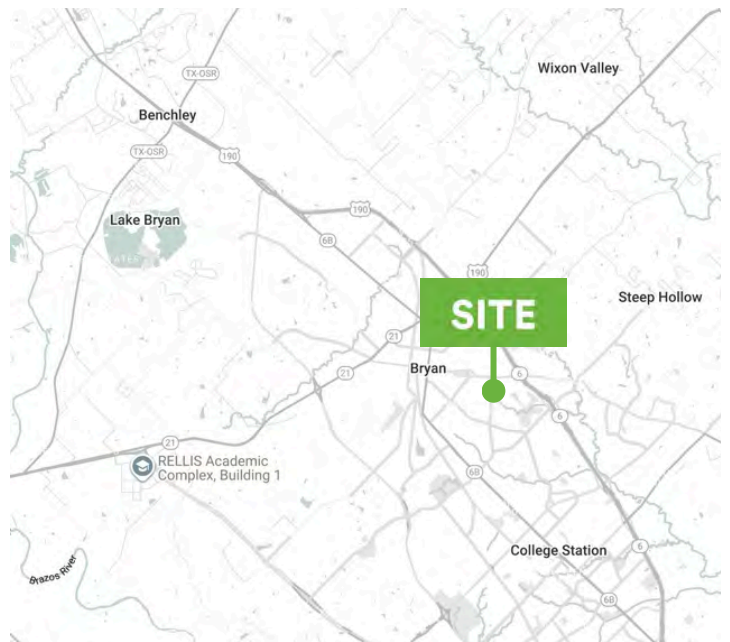 Wixon Valley
TX-OSR
Benchley
TX-OSR
190
190
Lake Bryan
6B
190
SITE
Steep Hollow
21
Bryan
21
6
6
21
RELLIS Academic
Complex, Building 1
6B
College Station
6
Brazos River
6B